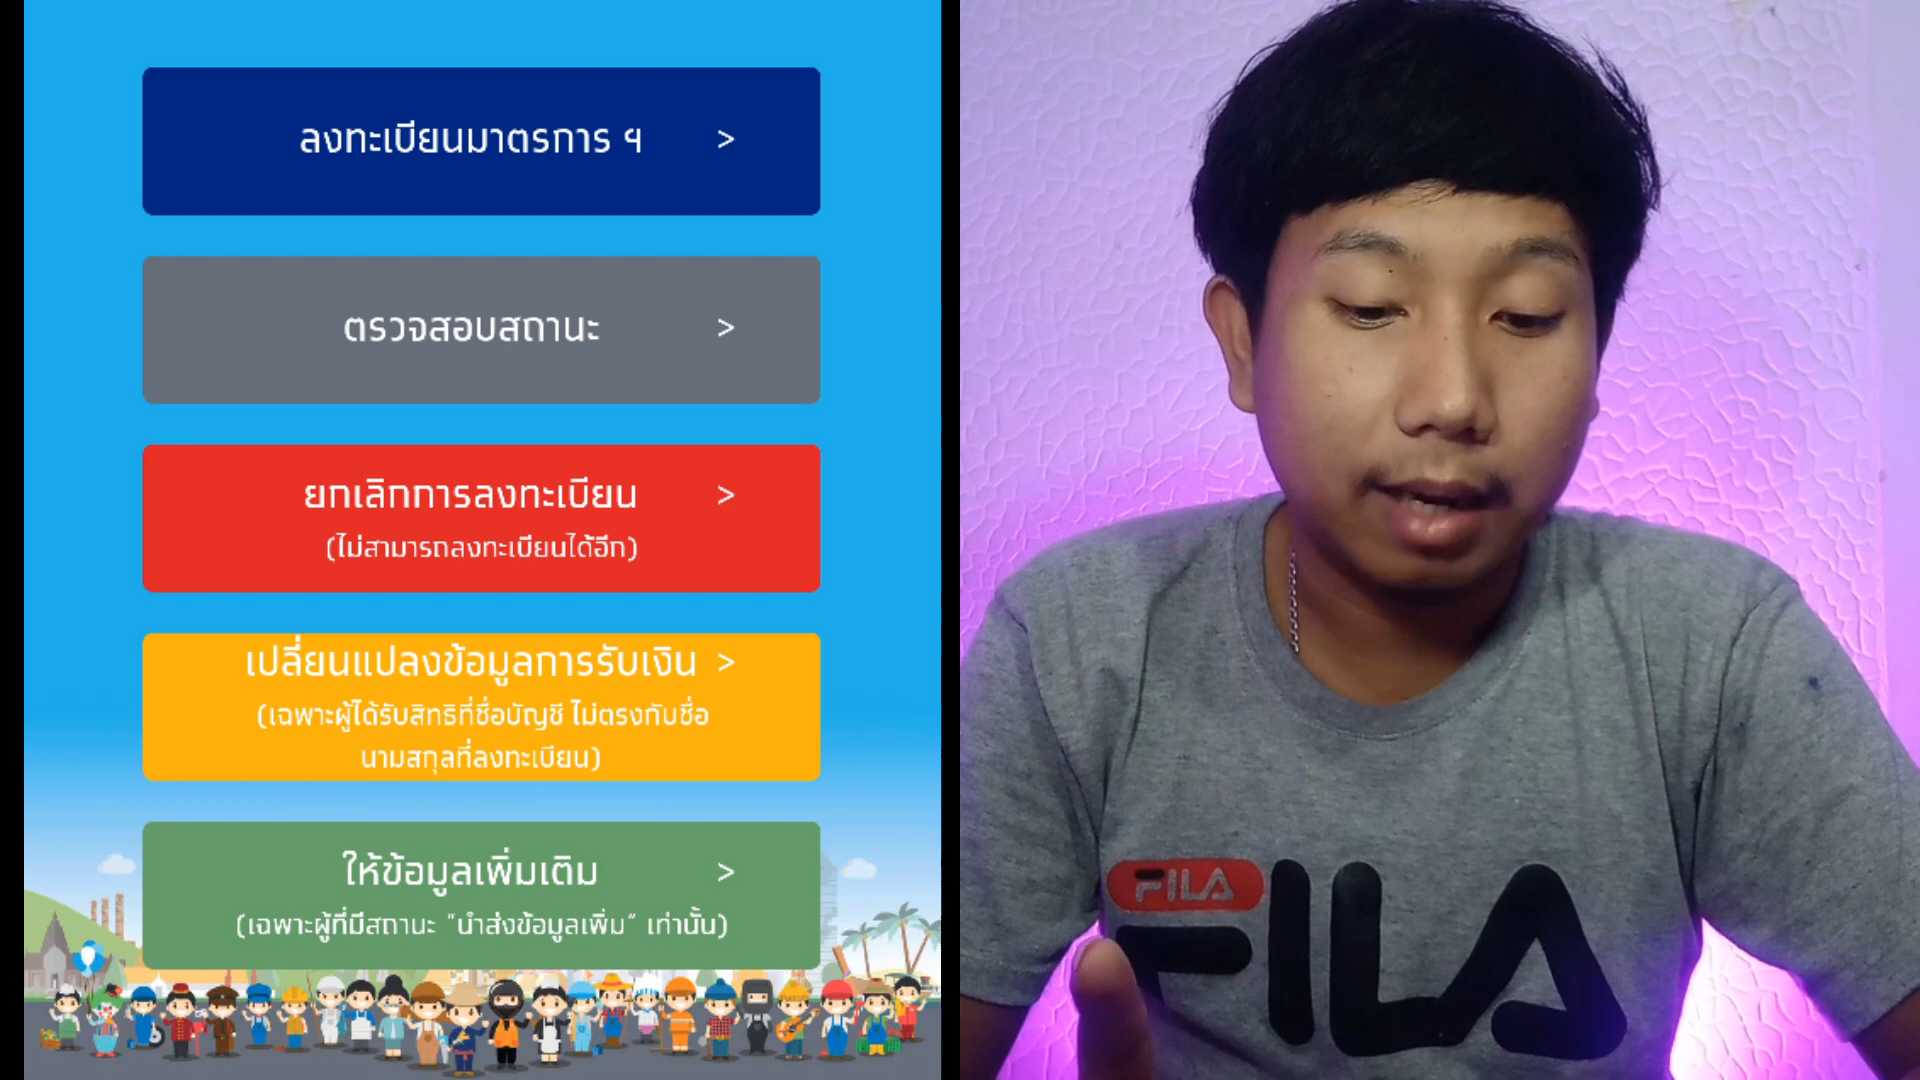 ลงทะเบียนมาตรการ ฯ >
ตรวจสอบสถานะ >
ยกเลิกการลงทะเบียน >
(ไม่สามารถลงทะเบียนได้อีก)
เปลี่ยนแปลงข้อมูลการรับเงิน >
(เฉพาะผู้ได้รับสิทธิที่ชื่อบัญชี ไม่ตรงกับชื่อ
นามสกุลที่ลงทะเบียน)
ให้ข้อมูลเพิ่มเติม >
(เฉพาะผู้ที่มีสถานะ "นำส่งข้อมูลเพิ่ม" เท่านั้น)
FILA
FILA